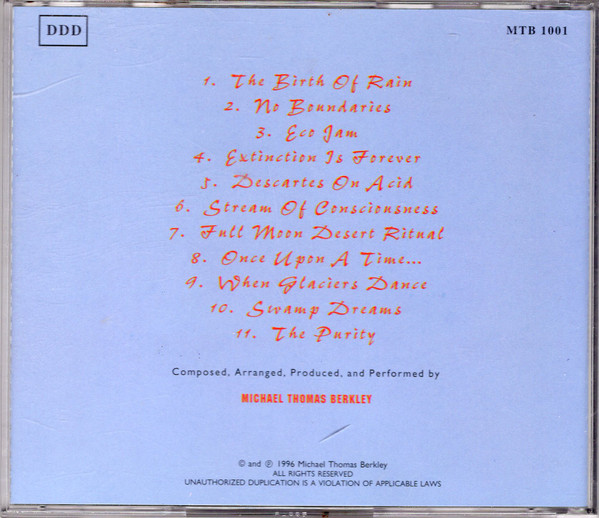 DDD
MTB 1001
1. The Birth Of Rain
2. No Boundaries
3. Eco Jam
4. Extinction Is Forever
5. Descartes On Acid
6. Stream Of Consciousness
7. Full Moon Desert Ritual
8. Once Upon A Time...
9. When Glaciers Dance
10. Swamp Dreams
11. The Purity
Composed, Arranged, Produced, and Performed by
MICHAEL THOMAS BERKLEY
© and ℗ 1996 Michael Thomas Berkley
ALL RIGHTS RESERVED
UNAUTHORIZED DUPLICATION IS A VIOLATION OF APPLICABLE LAWS